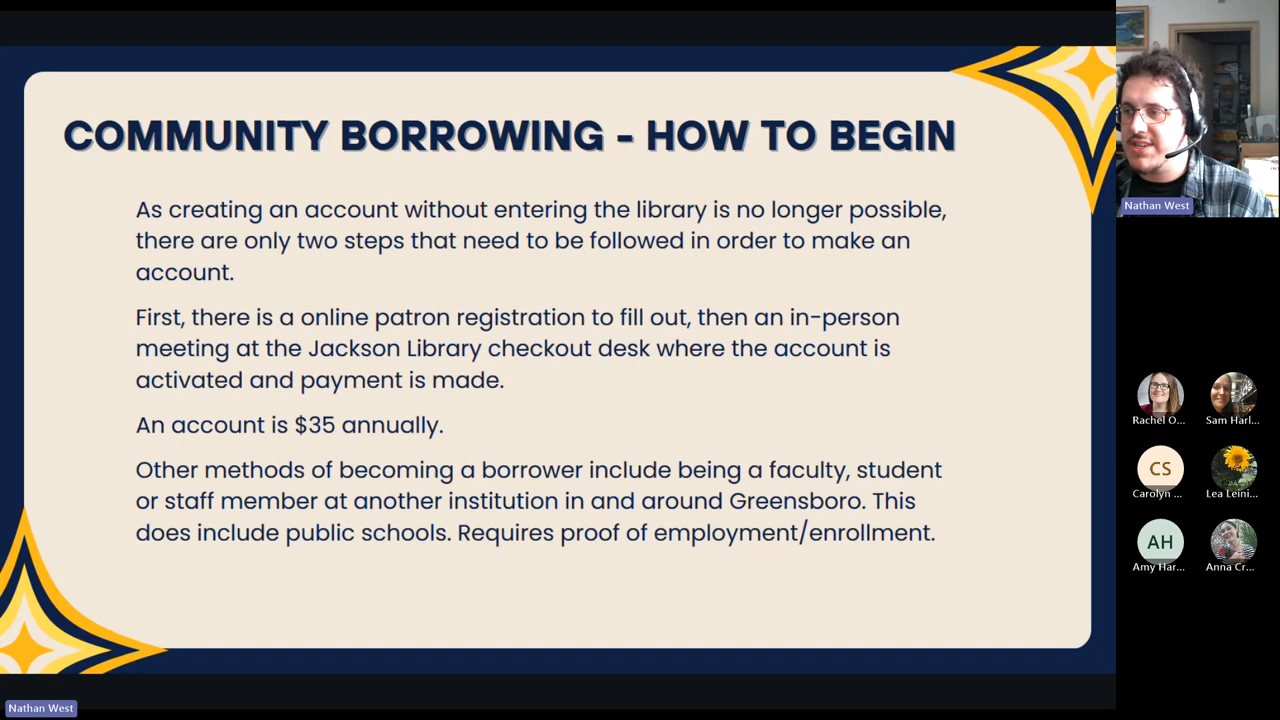 COMMUNITY BORROWING - HOW TO BEGIN
As creating an account without entering the library is no longer possible,
there are only two steps that need to be followed in order to make an
account.
First, there is a online patron registration to fill out, then an in-person
meeting at the Jackson Library checkout desk where the account is
activated and payment is made.
An account is $35 annually.
Other methods of becoming a borrower include being a faculty, student
or staff member at another institution in and around Greensboro. This
does include public schools. Requires proof of employment/enrollment.
Nathan West
Rachel O...
Sam Harl...
CS
Carolyn ...
Lea Leini...
AH
Amy Har...
Anna Cr...
Nathan West